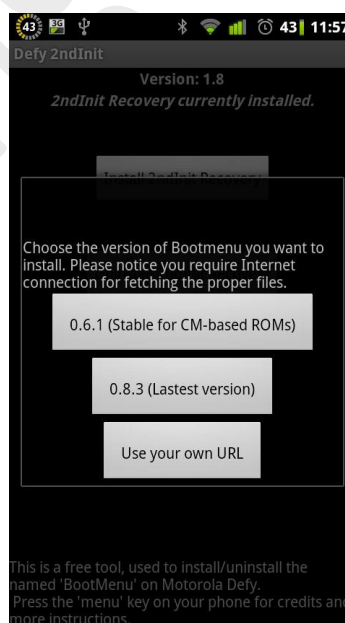 43 3G 43 11:57
Defy 2ndInit
Version: 1.8
2ndInit Recovery currently installed.
Install 2ndInit Recovery
Choose the version of Bootmenu you want to
install. Please notice you require Internet
connection for fetching the proper files.
0.6.1 (Stable for CM-based ROMs)
0.8.3 (Lastest version)
Use your own URL
This is a free tool, used to install/uninstall the
named 'BootMenu' on Motorola Defy.
Press the 'menu' key on your phone for credits and
more instructions.